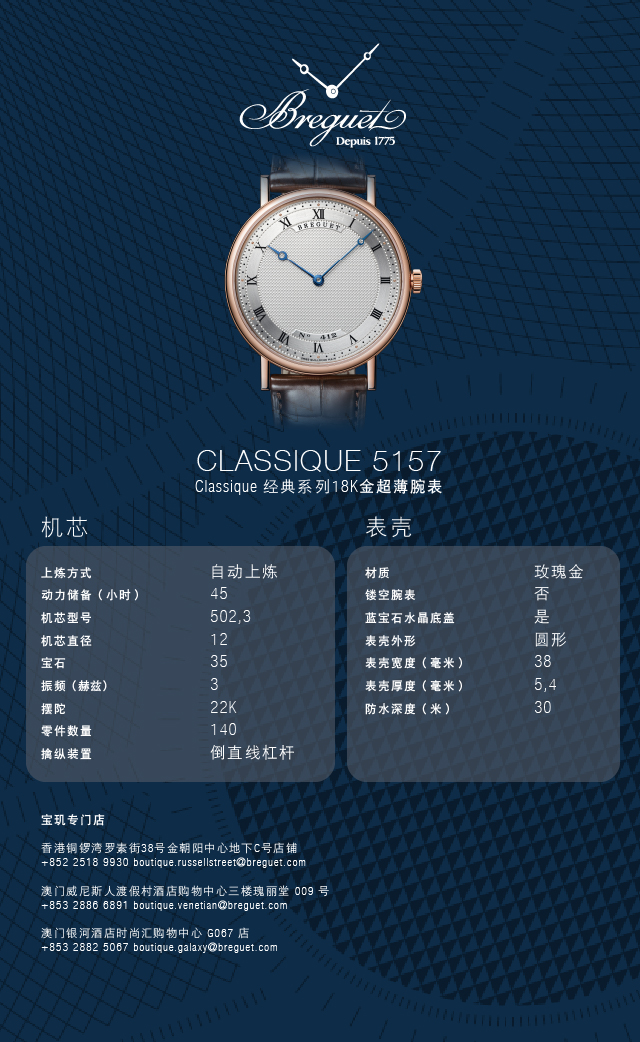 Breguet
Depuis 1775
XII
BREGUET
Nº 412
CLASSIQUE 5157
Classique 经典系列18K金超薄腕表
机芯
上炼方式 自动上炼
动力储备（小时） 45
机芯型号 502,3
机芯直径 12
宝石 35
振频（赫兹） 3
摆陀 22K
零件数量 140
擒纵装置 倒直线杠杆
表壳
材质 玫瑰金
镂空腕表 否
蓝宝石水晶底盖 是
表壳外形 圆形
表壳宽度（毫米） 38
表壳厚度（毫米） 5,4
防水深度（米） 30
宝玑专门店
香港铜锣湾罗素街38号金朝阳中心地下C号店铺
+852 2518 9930 boutique.russellstreet@breguet.com
澳门威尼斯人渡假村酒店购物中心三楼瑰丽堂 009 号
+853 2886 6891 boutique.venetian@breguet.com
澳门银河酒店时尚汇购物中心 G067 店
+853 2882 5067 boutique.galaxy@breguet.com